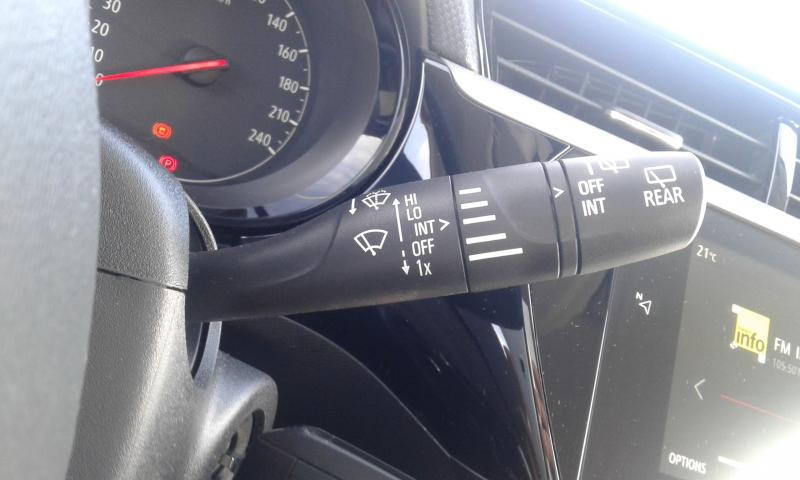 30
20
10
0
140
160
180
210
240
P
HI
LO
INT
OFF
1x
OFF
INT
REAR
21°c
N
info
FM
OPTIONS